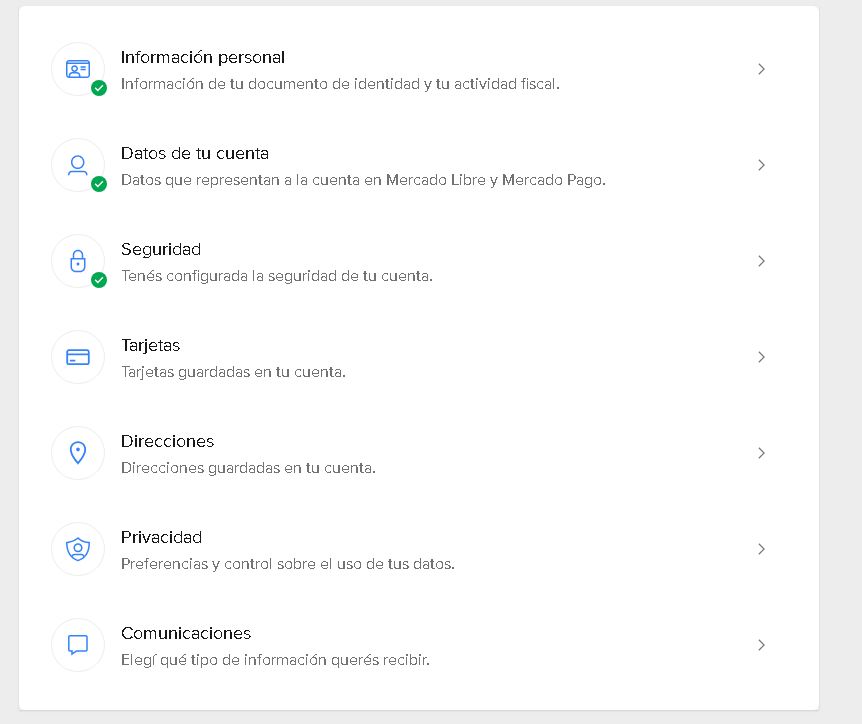 Información personal
Información de tu documento de identidad y tu actividad fiscal.
Datos de tu cuenta
Datos que representan a la cuenta en Mercado Libre y Mercado Pago.
Seguridad
Tenés configurada la seguridad de tu cuenta.
Tarjetas
Tarjetas guardadas en tu cuenta.
Direcciones
Direcciones guardadas en tu cuenta.
Privacidad
Preferencias y control sobre el uso de tus datos.
Comunicaciones
Elegí qué tipo de información querés recibir.